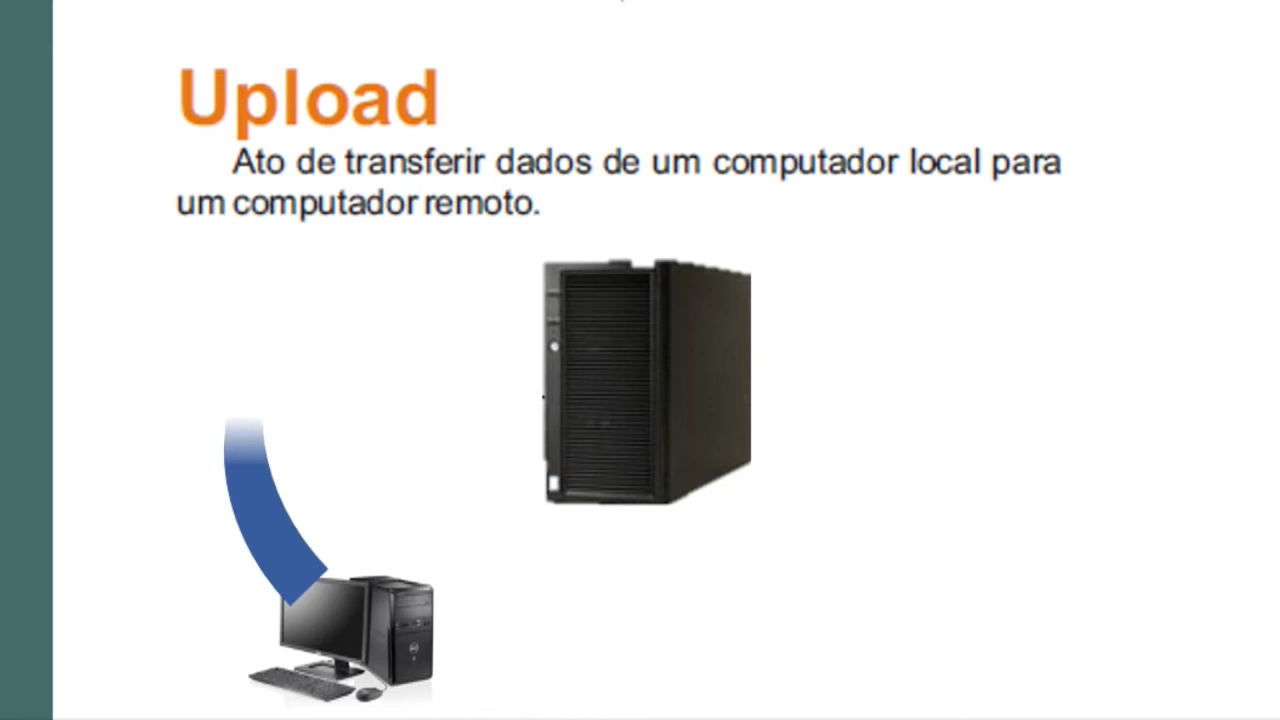 Upload
Ato de transferir dados de um computador local para
um computador remoto.